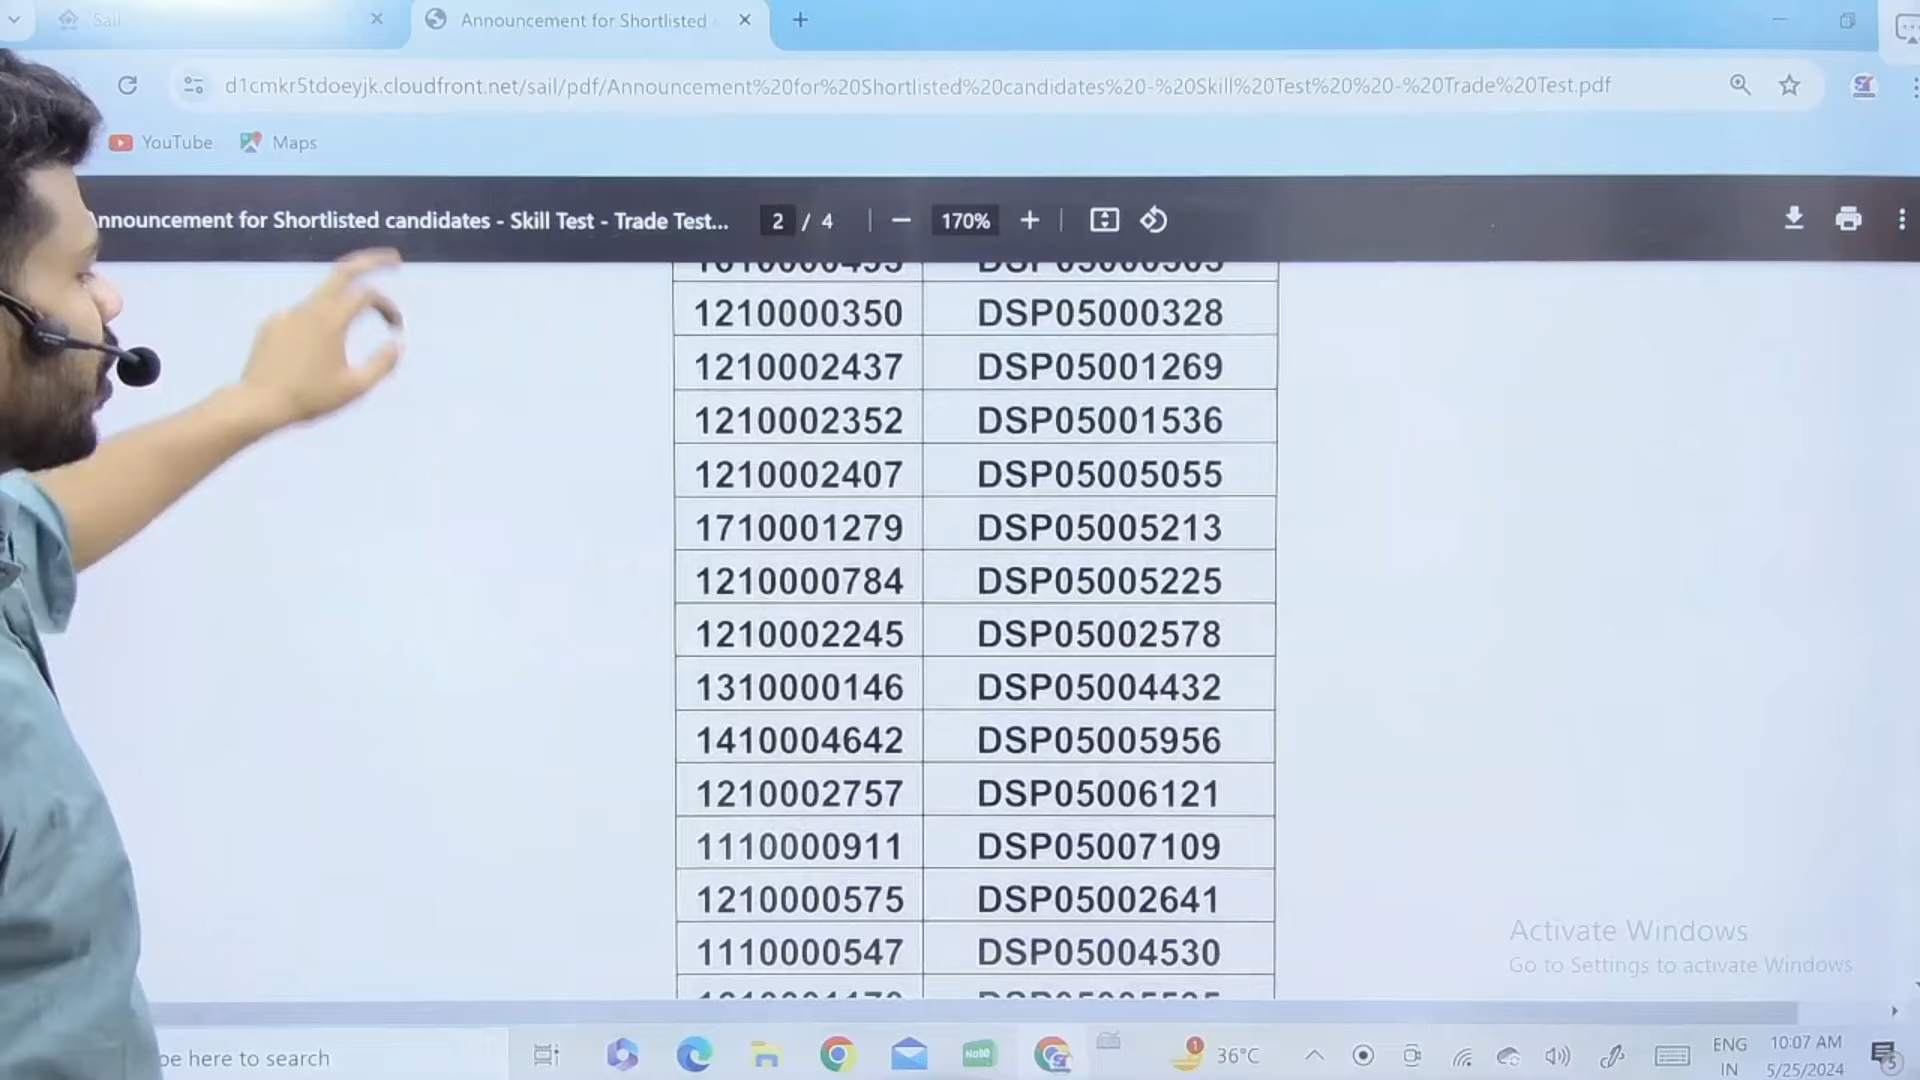 Sail
Announcement for Shortlisted
d1cmkr5tdoeyjk.cloudfront.net/sail/pdf/Announcement%20for%20Shortlisted%20candidates%20-%20Skill%20Test%20%20-%20Trade%20Test.pdf
YouTube
Maps
nnouncement for Shortlisted candidates - Skill Test - Trade Test...
2 / 4
170%
1210000350 DSP05000328
1210002437 DSP05001269
1210002352 DSP05001536
1210002407 DSP05005055
1710001279 DSP05005213
1210000784 DSP05005225
1210002245 DSP05002578
1310000146 DSP05004432
1410004642 DSP05005956
1210002757 DSP05006121
1110000911 DSP05007109
1210000575 DSP05002641
1110000547 DSP05004530
Activate Windows
Go to Settings to activate Windows
pe here to search
Note
1
36°C
ENG
IN
10:07 AM
5/25/2024
5